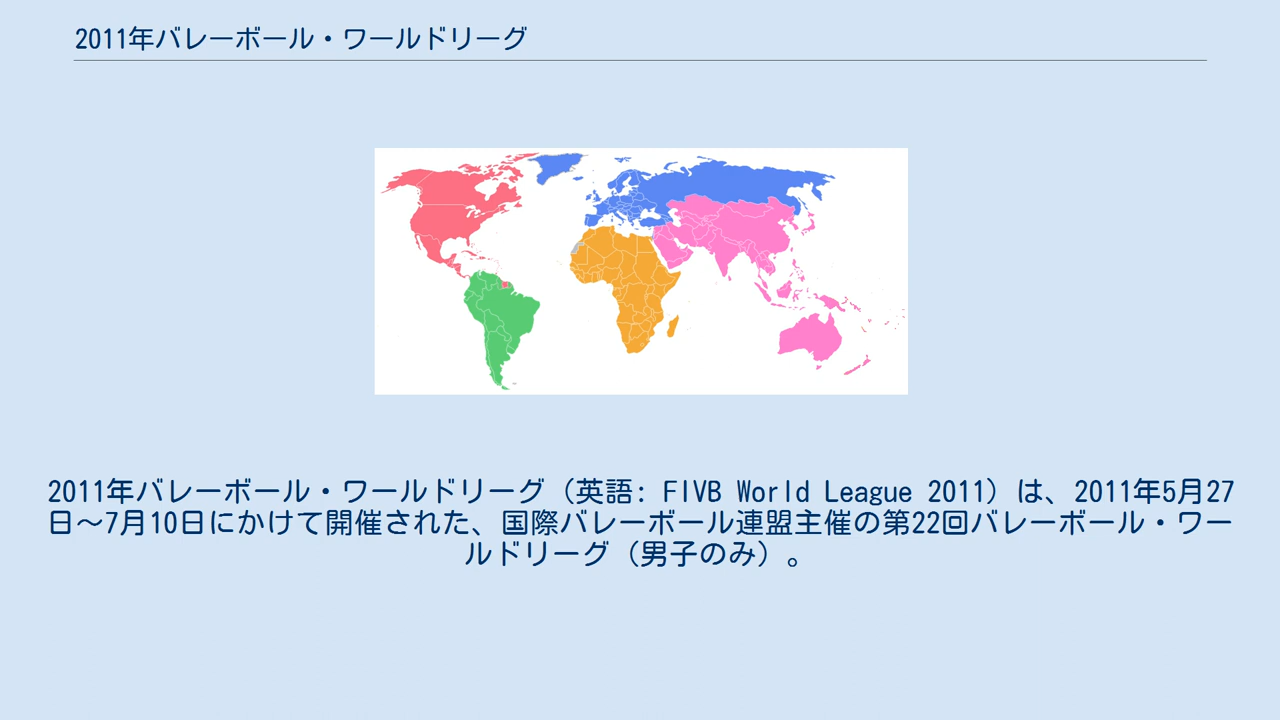 2011年バレーボール・ワールドリーグ
2011年バレーボール・ワールドリーグ（英語: FIVB World League 2011）は、2011年5月27
日～7月10日にかけて開催された、国際バレーボール連盟主催の第22回バレーボール・ワー
ルドリーグ（男子のみ）。